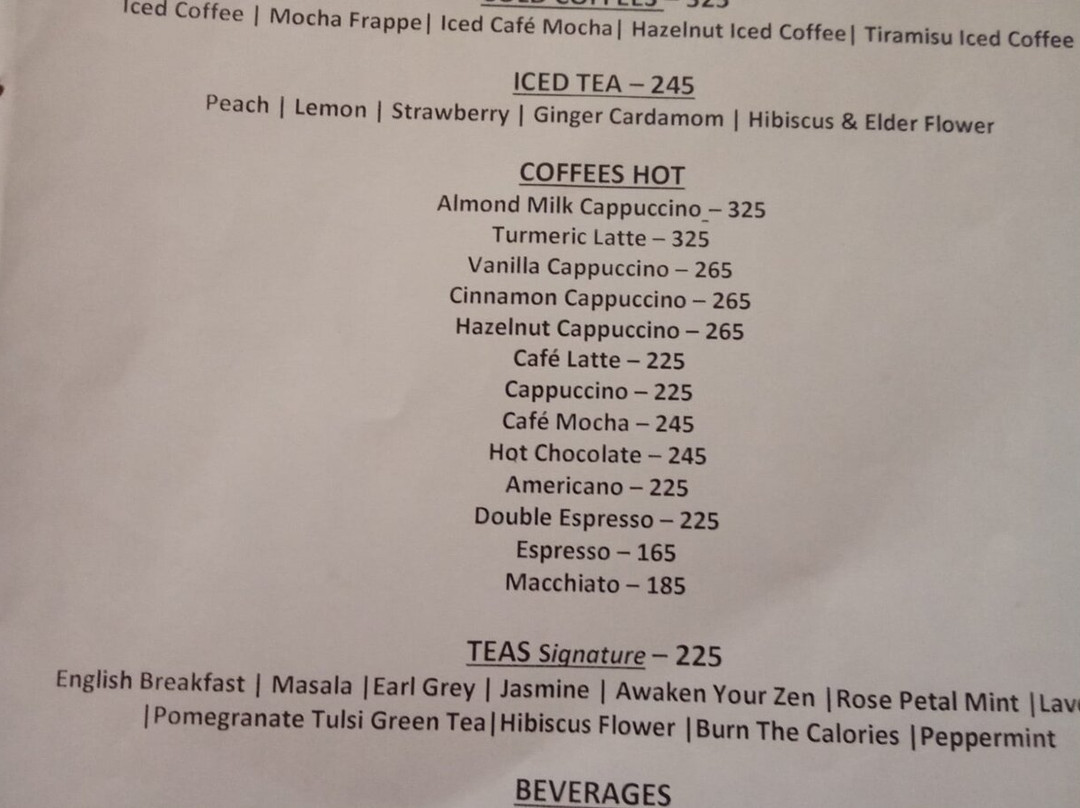 COLD COFFEES – 325
Iced Coffee | Mocha Frappe| Iced Café Mocha| Hazelnut Iced Coffee| Tiramisu Iced Coffee
ICED TEA – 245
Peach | Lemon | Strawberry | Ginger Cardamom | Hibiscus & Elder Flower
COFFEES HOT
Almond Milk Cappuccino – 325
Turmeric Latte – 325
Vanilla Cappuccino – 265
Cinnamon Cappuccino – 265
Hazelnut Cappuccino – 265
Café Latte – 225
Cappuccino – 225
Café Mocha – 245
Hot Chocolate – 245
Americano – 225
Double Espresso – 225
Espresso – 165
Macchiato – 185
TEAS Signature – 225
English Breakfast | Masala |Earl Grey | Jasmine | Awaken Your Zen |Rose Petal Mint |
|Pomegranate Tulsi Green Tea|Hibiscus Flower |Burn The Calories |Peppermint
BEVERAGES